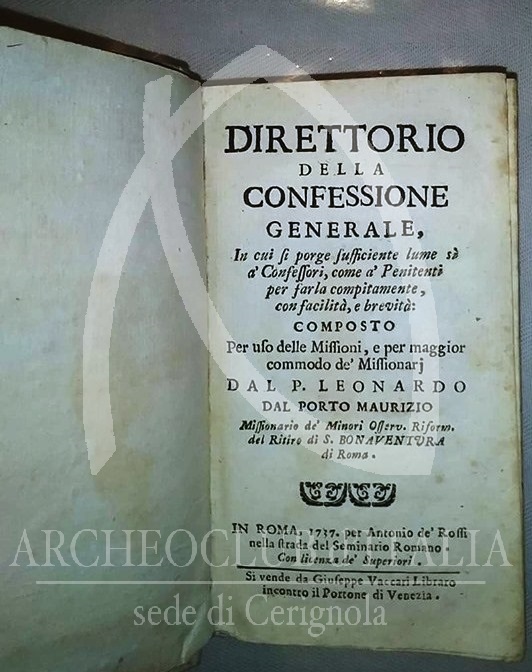 DIRETTORIO
DELLA
CONFESSIONE
GENERALE,
In cui ſi porge ſufficiente lume sè
a' Confeſſori, come a' Penitenti
per farla compitamente,
con facilità, e brevità:
COMPOSTO
Per uſo delle Miſſioni, e per maggior
commodo de' Miſſionarj
DAL P. LEONARDO
DAL PORTO MAURIZIO
Miſſionario de' Minori Oſſerv. Riform.
del Ritiro di S. BONAVENTURA
di Roma.
IN ROMA, 1737. per Antonio de' Roſſi
nella ſtrada del Seminario Romano.
Con licenza de' Superiori.
ARCHEOCLUB D'ITALIA
Si vende da Giuſeppe Vaccari Libraro
incontro il Portone di Venezia.
sede di Cerignola